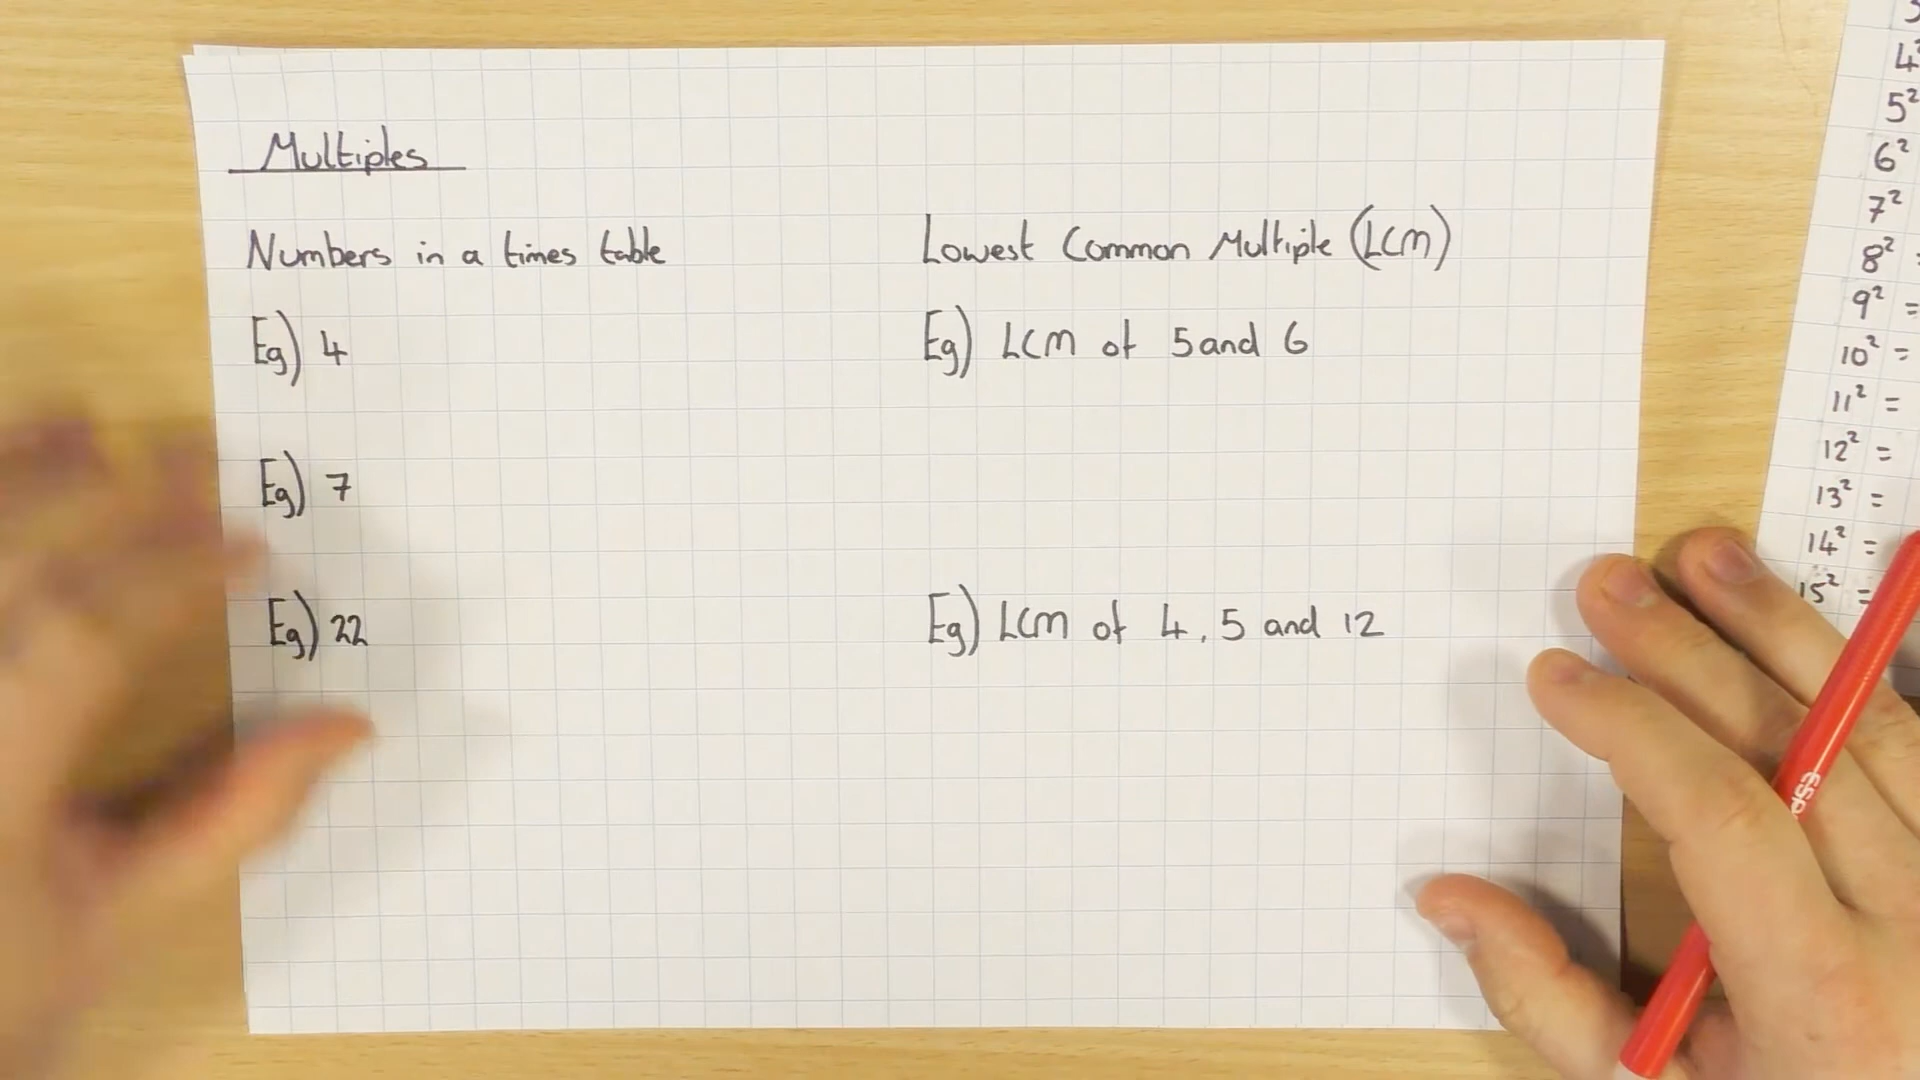 Multiples
Numbers in a times table
Eg) 4
Eg) 7
Eg) 22
Lowest Common Multiple (LCM)
Eg) LCM of 5 and 6
Eg) LCM of 4, 5 and 12
4²
5²
6²
7²
8² =
9² =
10² =
11² =
12² =
13² =
14² =
15² =